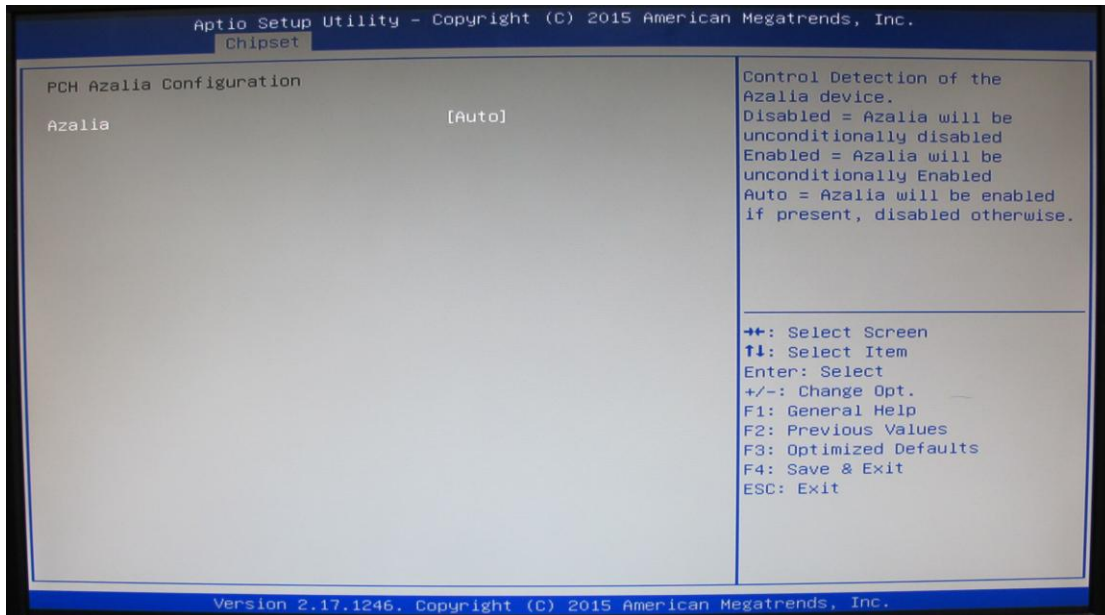 Aptio Setup Utility – Copyright (C) 2015 American Megatrends, Inc.
Chipset
PCH Azalia Configuration
Azalia [Auto]
Control Detection of the
Azalia device.
Disabled = Azalia will be
unconditionally disabled
Enabled = Azalia will be
unconditionally Enabled
Auto = Azalia will be enabled
if present, disabled otherwise.
→←: Select Screen
↑↓: Select Item
Enter: Select
+/-: Change Opt.
F1: General Help
F2: Previous Values
F3: Optimized Defaults
F4: Save & Exit
ESC: Exit
Version 2.17.1246. Copyright (C) 2015 American Megatrends, Inc.